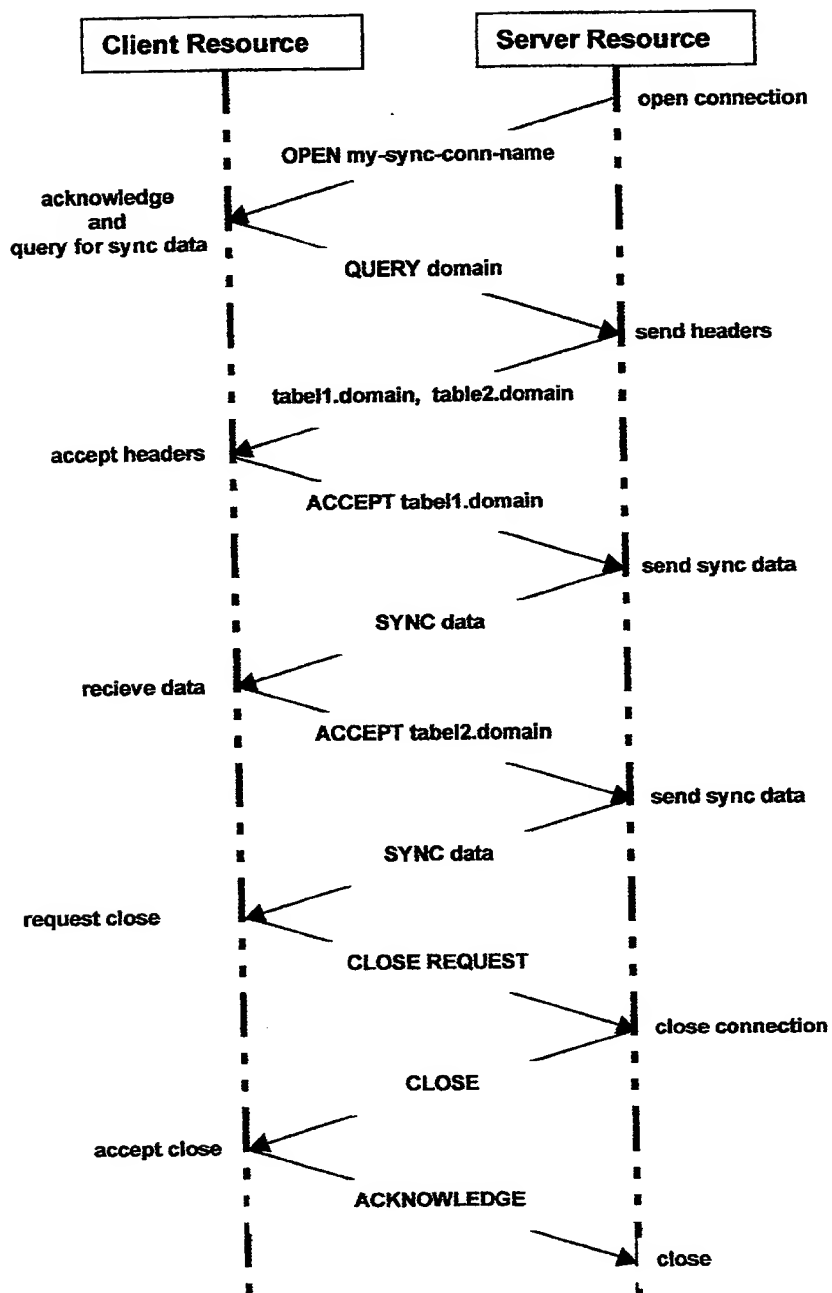 Client Resource
Server Resource
open connection
OPEN my-sync-conn-name
acknowledge
and
query for sync data
QUERY domain
send headers
tabel1.domain, table2.domain
accept headers
ACCEPT tabel1.domain
send sync data
SYNC data
recieve data
ACCEPT tabel2.domain
send sync data
SYNC data
request close
CLOSE REQUEST
close connection
CLOSE
accept close
ACKNOWLEDGE
close